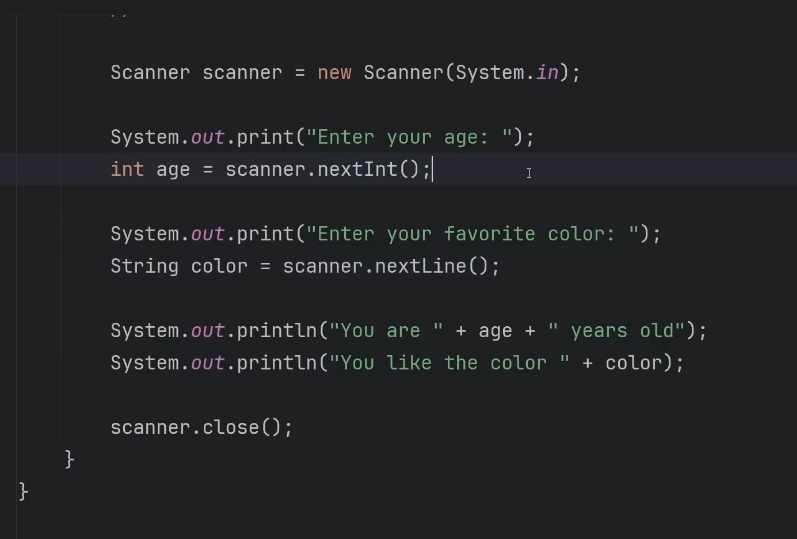 Scanner scanner = new Scanner(System.in);
System.out.print("Enter your age: ");
int age = scanner.nextInt();
System.out.print("Enter your favorite color: ");
String color = scanner.nextLine();
System.out.println("You are " + age + " years old");
System.out.println("You like the color " + color);
scanner.close();
}
}